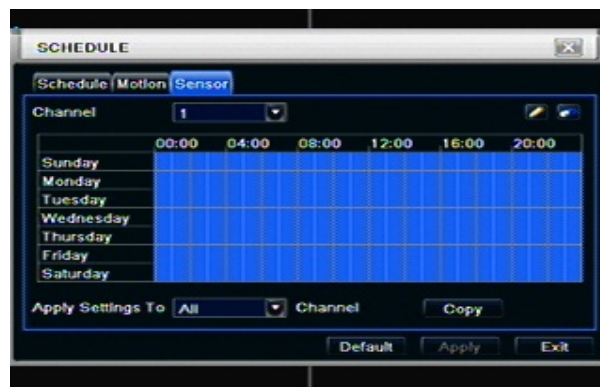 SCHEDULE
Schedule Motion Sensor
Channel 1
00:00 04:00 08:00 12:00 16:00 20:00
Sunday
Monday
Tuesday
Wednesday
Thursday
Friday
Saturday
Apply Settings To All Channel Copy
Default Apply Exit